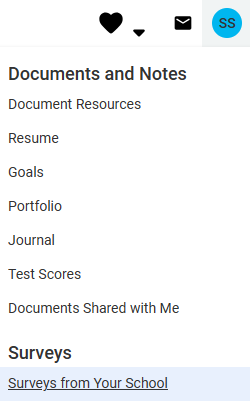 SS
Documents and Notes
Document Resources
Resume
Goals
Portfolio
Journal
Test Scores
Documents Shared with Me
Surveys
Surveys from Your School